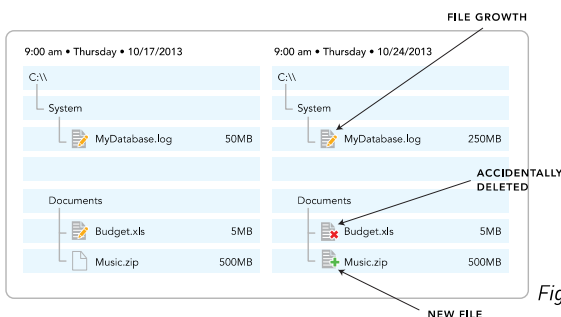 FILE GROWTH
9:00 am • Thursday • 10/17/2013
C:\\
System
MyDatabase.log 50MB
Documents
Budget.xls 5MB
Music.zip 500MB
9:00 am • Thursday • 10/24/2013
C:\\
System
MyDatabase.log 250MB
Documents
Budget.xls 5MB
Music.zip 500MB
ACCIDENTALLY
DELETED
NEW FILE
Fig